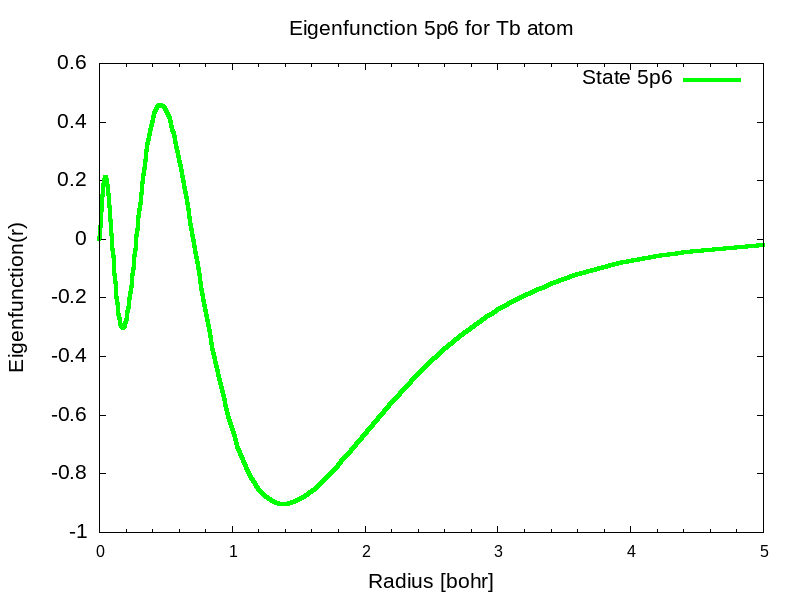 Eigenfunction 5p6 for Tb atom
State 5p6
0.6
0.4
0.2
0
-0.2
-0.4
-0.6
-0.8
-1
Eigenfunction(r)
0 1 2 3 4 5
Radius [bohr]